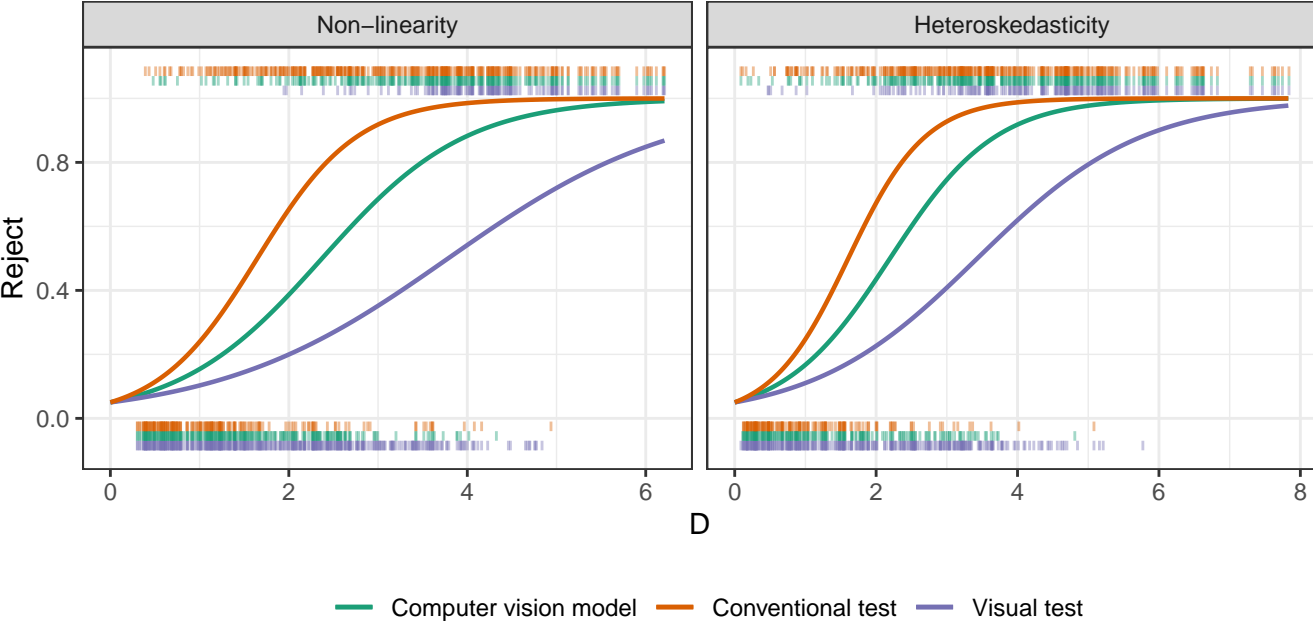 Non−linearity
Heteroskedasticity
Reject
0.8
0.4
0.0
0 2 4 6
0 2 4 6 8
D
Computer vision model Conventional test Visual test